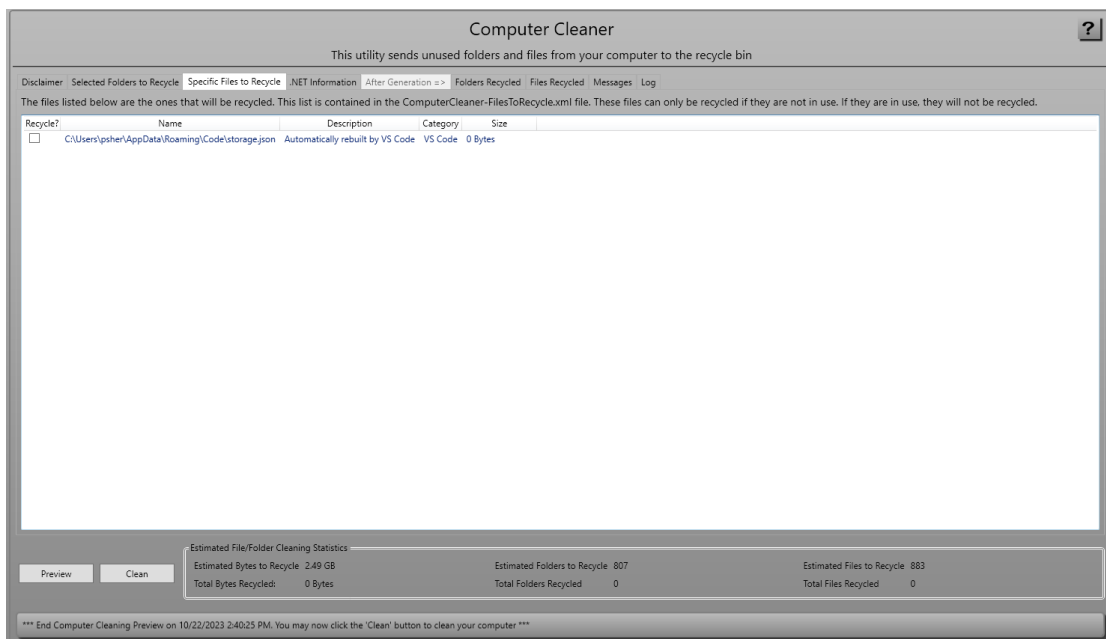 Computer Cleaner
?
This utility sends unused folders and files from your computer to the recycle bin
Disclaimer Selected Folders to Recycle Specific Files to Recycle .NET Information After Generation => Folders Recycled Files Recycled Messages Log
The files listed below are the ones that will be recycled. This list is contained in the ComputerCleaner-FilesToRecycle.xml file. These files can only be recycled if they are not in use. If they are in use, they will not be recycled.
Recycle? Name Description Category Size
C:\Users\psher\AppData\Roaming\Code\storage.json Automatically rebuilt by VS Code VS Code 0 Bytes
Estimated File/Folder Cleaning Statistics
Preview Clean
Estimated Bytes to Recycle 2.49 GB Estimated Folders to Recycle 807 Estimated Files to Recycle 883
Total Bytes Recycled: 0 Bytes Total Folders Recycled 0 Total Files Recycled 0
*** End Computer Cleaning Preview on 10/22/2023 2:40:25 PM. You may now click the 'Clean' button to clean your computer ***